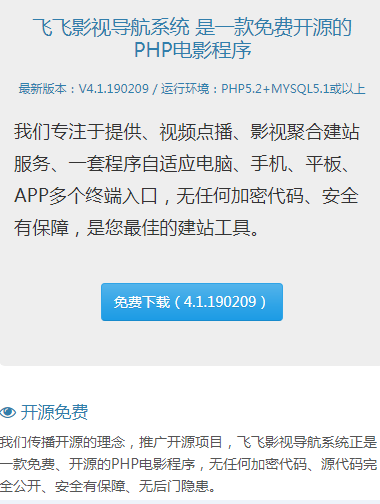 飞飞影视导航系统 是一款免费开源的
PHP电影程序
最新版本：V4.1.190209 / 运行环境：PHP5.2+MYSQL5.1或以上
我们专注于提供、视频点播、影视聚合建站
服务、一套程序自适应电脑、手机、平板、
APP多个终端入口，无任何加密代码、安全
有保障，是您最佳的建站工具。
免费下载（4.1.190209）
开源免费
我们传播开源的理念，推广开源项目，飞飞影视导航系统正是
一款免费、开源的PHP电影程序，无任何加密代码、源代码完
全公开、安全有保障、无后门隐患。